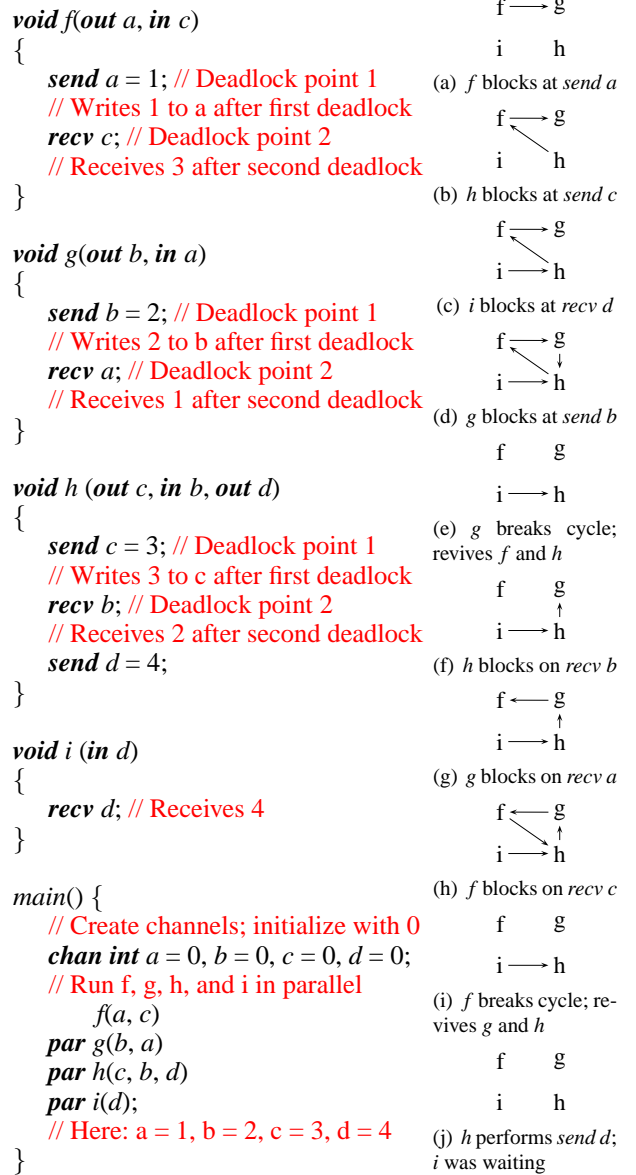 void f(out a, in c)
{
send a = 1; // Deadlock point 1
// Writes 1 to a after first deadlock
recv c; // Deadlock point 2
// Receives 3 after second deadlock
}
void g(out b, in a)
{
send b = 2; // Deadlock point 1
// Writes 2 to b after first deadlock
recv a; // Deadlock point 2
// Receives 1 after second deadlock
}
void h (out c, in b, out d)
{
send c = 3; // Deadlock point 1
// Writes 3 to c after first deadlock
recv b; // Deadlock point 2
// Receives 2 after second deadlock
send d = 4;
}
void i (in d)
{
recv d; // Receives 4
}
main() {
// Create channels; initialize with 0
chan int a = 0, b = 0, c = 0, d = 0;
// Run f, g, h, and i in parallel
f(a, c)
par g(b, a)
par h(c, b, d)
par i(d);
// Here: a = 1, b = 2, c = 3, d = 4
}
f g
i h
(a) f blocks at send a
f g
i h
(b) h blocks at send c
f g
i h
(c) i blocks at recv d
f g
i h
(d) g blocks at send b
f g
i h
(e) g breaks cycle;
revives f and h
f g
i h
(f) h blocks on recv b
f g
i h
(g) g blocks on recv a
f g
i h
(h) f blocks on recv c
f g
i h
(i) f breaks cycle; re-
vives g and h
f g
i h
(j) h performs send d;
i was waiting